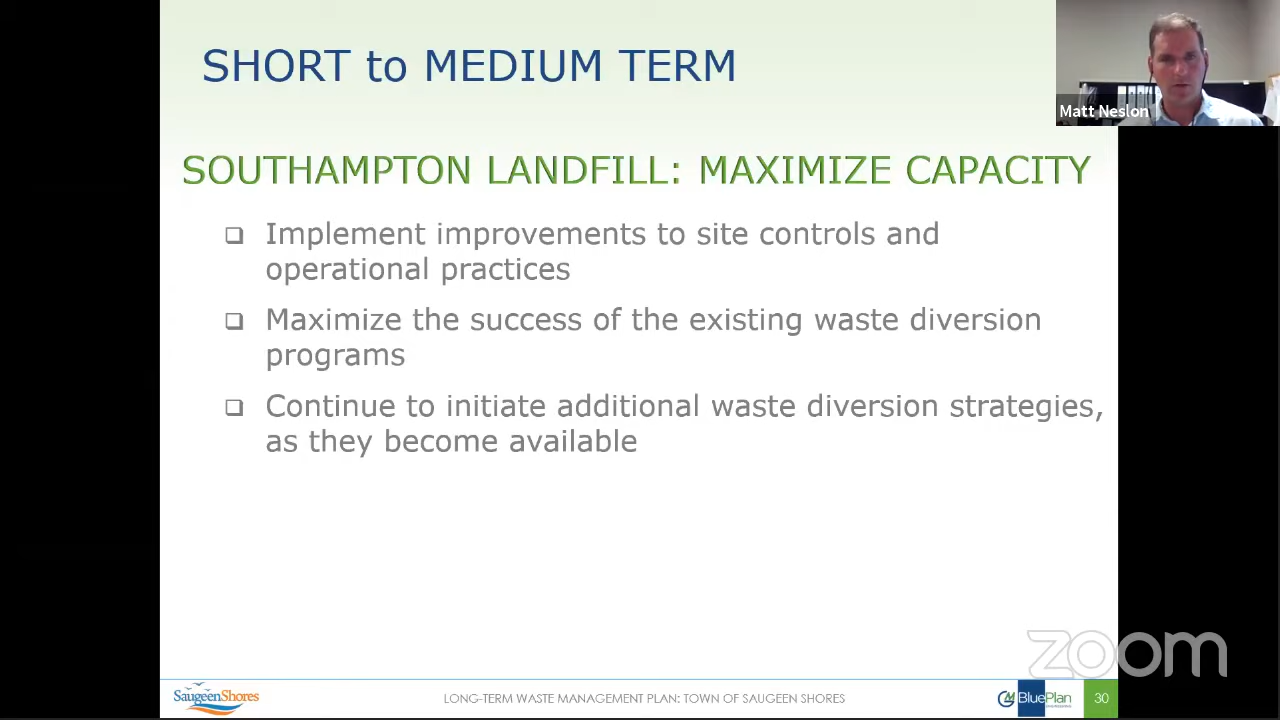 SHORT to MEDIUM TERM
Matt Neslon
SOUTHAMPTON LANDFILL: MAXIMIZE CAPACITY
Implement improvements to site controls and
operational practices
Maximize the success of the existing waste diversion
programs
Continue to initiate additional waste diversion strategies,
as they become available
zoom
SaugeenShores
LONG-TERM WASTE MANAGEMENT PLAN: TOWN OF SAUGEEN SHORES
BluePlan
30